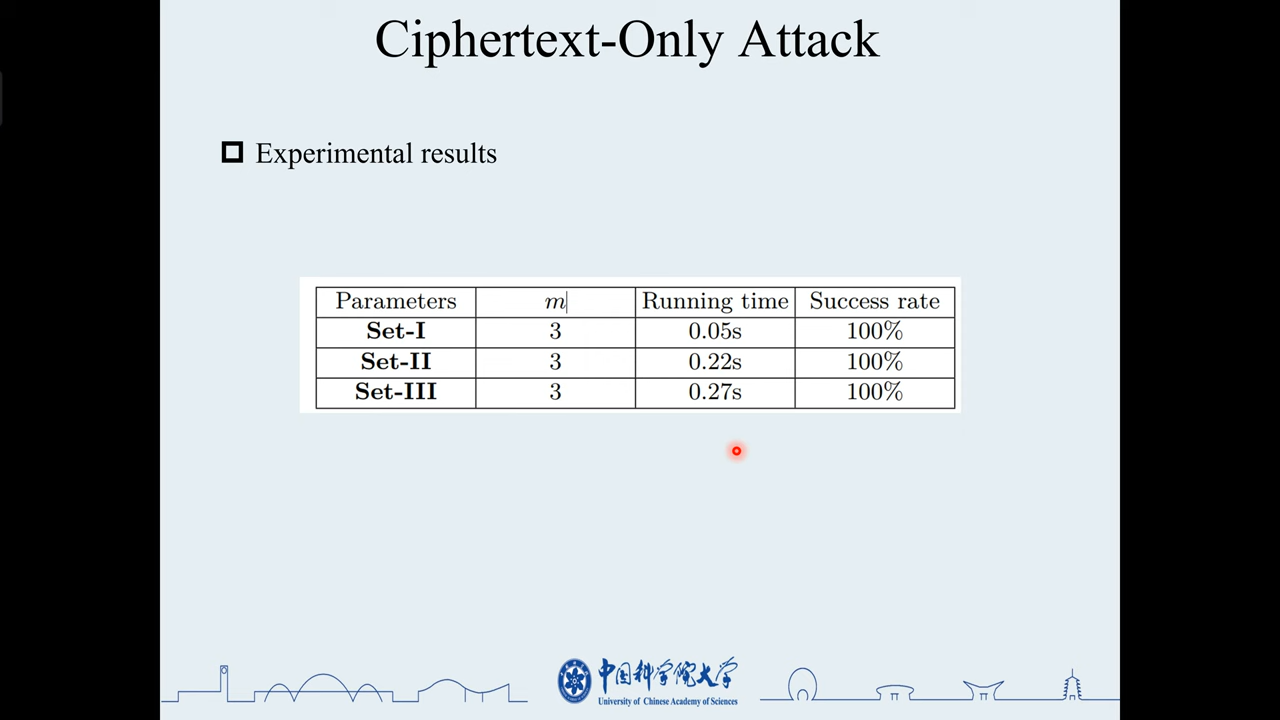 Ciphertext-Only Attack
Experimental results
Parameters m| Running time Success rate
Set-I 3 0.05s 100%
Set-II 3 0.22s 100%
Set-III 3 0.27s 100%
中国科学院大学
University of Chinese Academy of Sciences